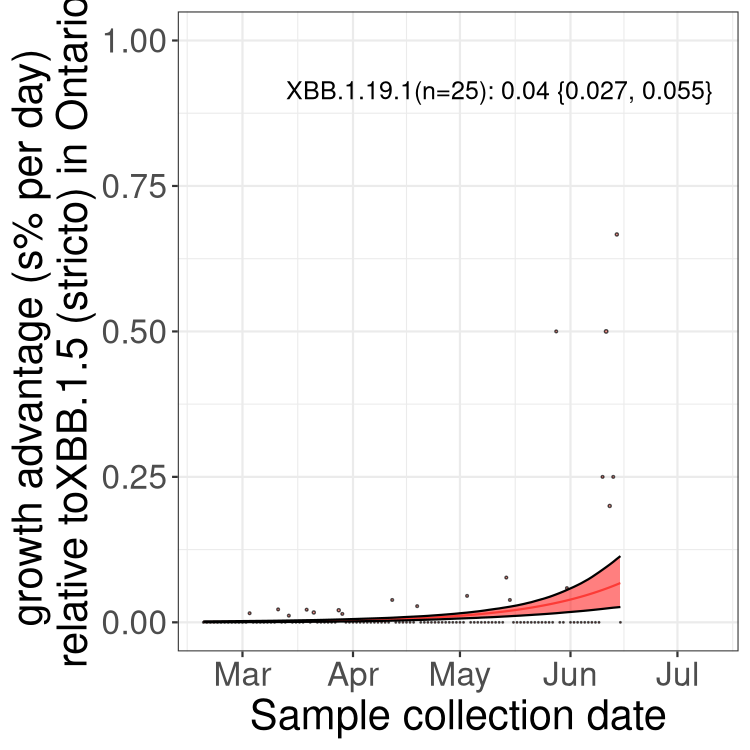 growth advantage (s% per day)
relative toXBB.1.5 (stricto) in Ontario
1.00
0.75
0.50
0.25
0.00
XBB.1.19.1(n=25): 0.04 {0.027, 0.055}
Mar Apr May Jun Jul
Sample collection date